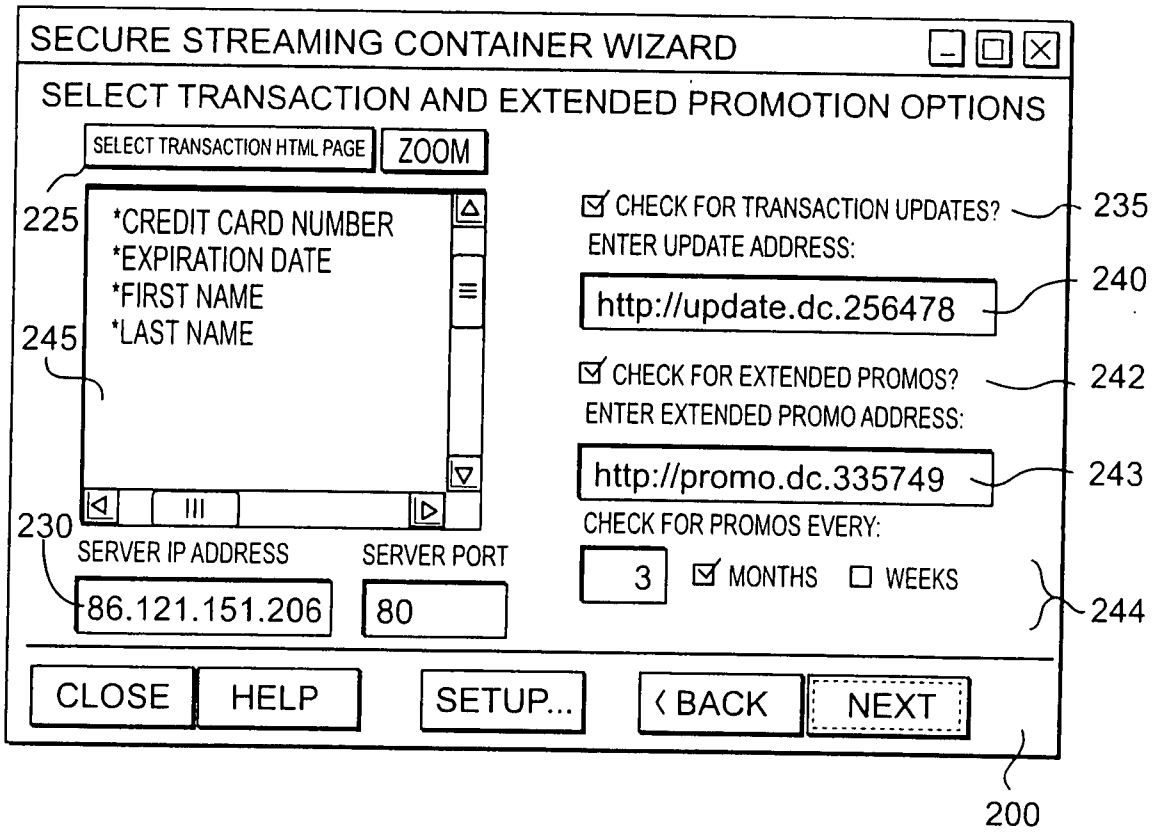 SECURE STREAMING CONTAINER WIZARD
SELECT TRANSACTION AND EXTENDED PROMOTION OPTIONS
SELECT TRANSACTION HTML PAGE
ZOOM
225
*CREDIT CARD NUMBER
*EXPIRATION DATE
*FIRST NAME
*LAST NAME
245
230
SERVER IP ADDRESS
86.121.151.206
SERVER PORT
80
CHECK FOR TRANSACTION UPDATES?
235
ENTER UPDATE ADDRESS:
http://update.dc.256478
240
CHECK FOR EXTENDED PROMOS?
242
ENTER EXTENDED PROMO ADDRESS:
http://promo.dc.335749
243
CHECK FOR PROMOS EVERY:
3 MONTHS WEEKS
244
CLOSE HELP SETUP... < BACK NEXT
200